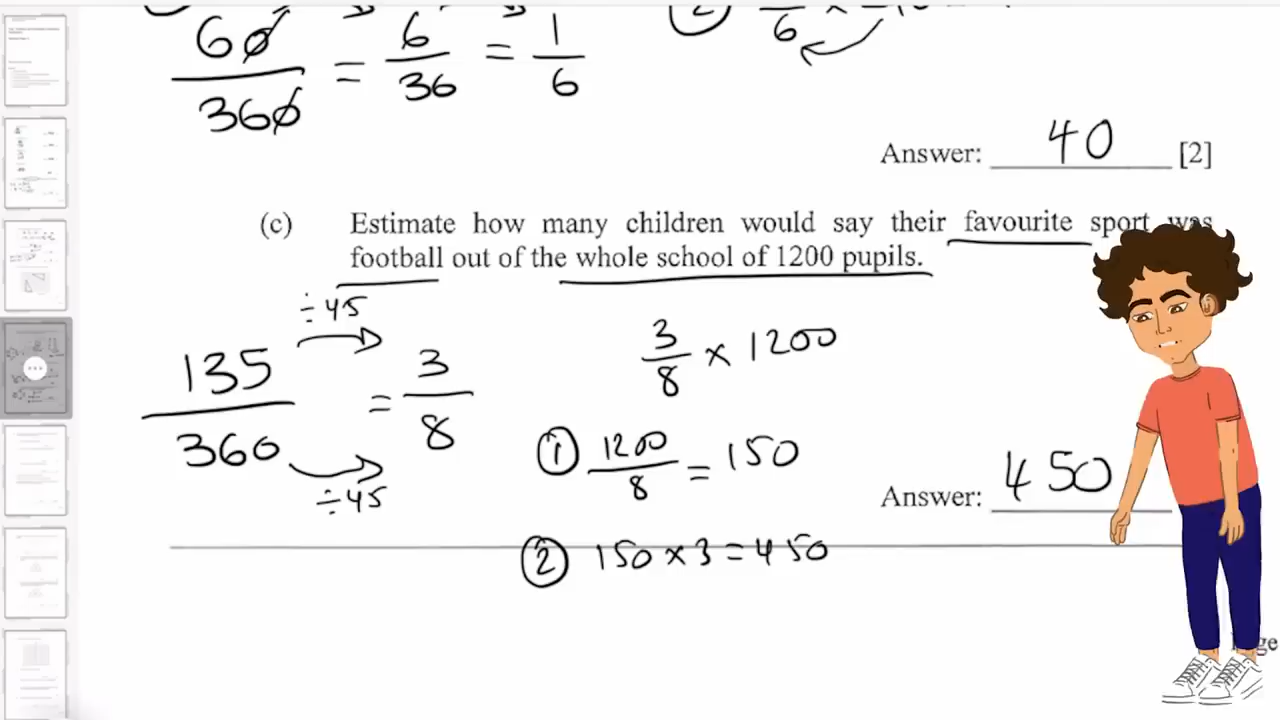 60/360 = 6/36 = 1/6
②
6
Answer: 40 [2]
(c) Estimate how many children would say their favourite sport was
football out of the whole school of 1200 pupils.
÷45
135/360 = 3/8
÷45
3/8 × 1200
① 1200/8 = 150
Answer: 450
② 150 × 3 = 450